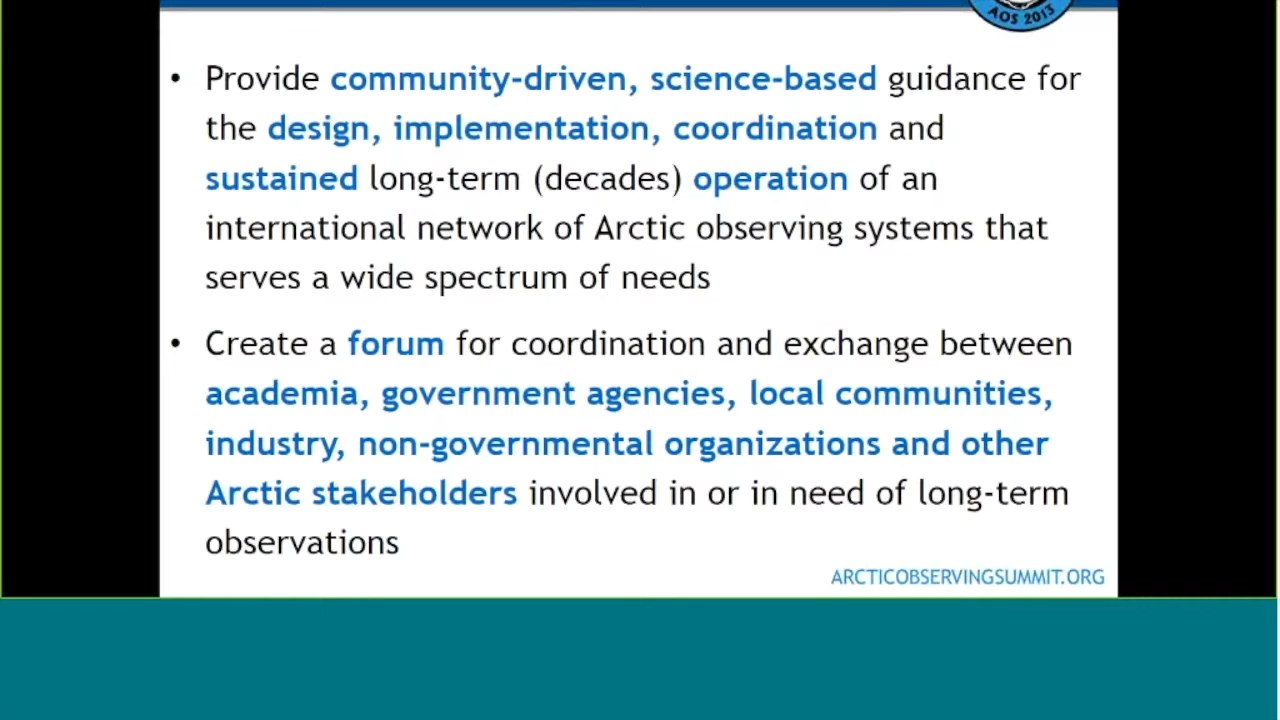 AOS 2013
• Provide community-driven, science-based guidance for
the design, implementation, coordination and
sustained long-term (decades) operation of an
international network of Arctic observing systems that
serves a wide spectrum of needs
• Create a forum for coordination and exchange between
academia, government agencies, local communities,
industry, non-governmental organizations and other
Arctic stakeholders involved in or in need of long-term
observations
ARCTICOBSERVINGSUMMIT.ORG